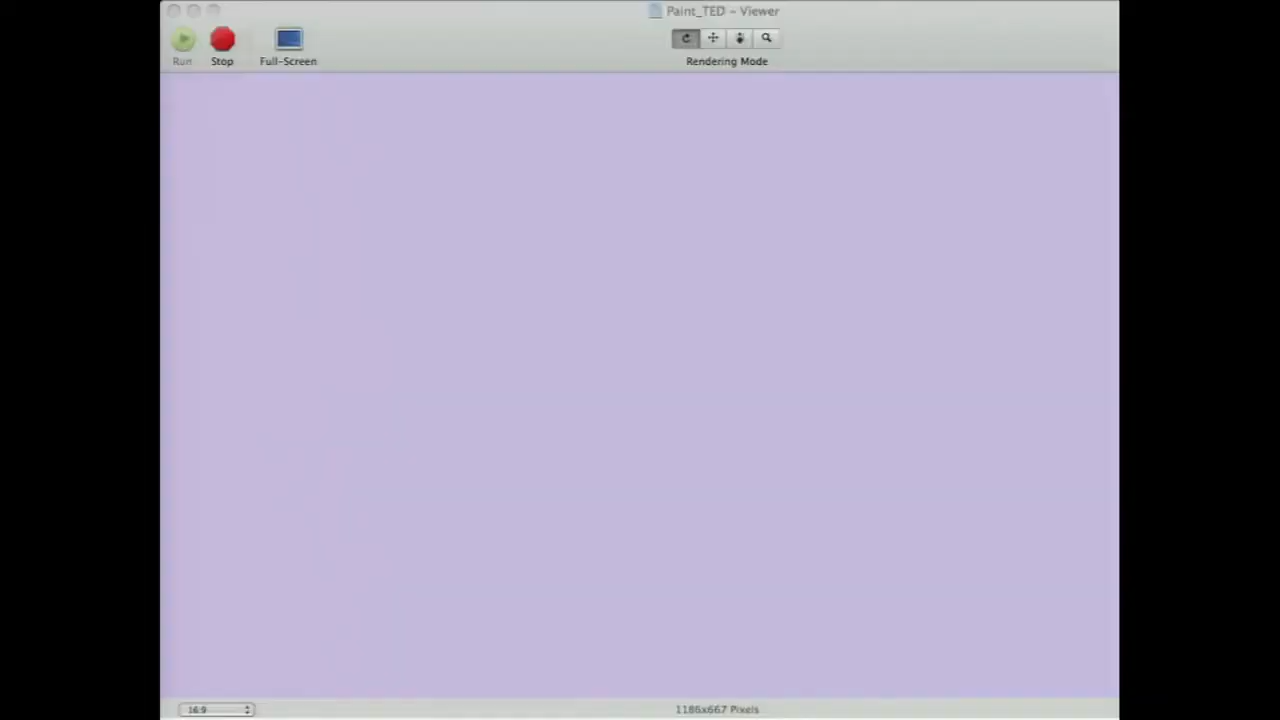 Paint_TED – Viewer
Run
Stop
Full-Screen
Rendering Mode
16:9
1186x667 Pixels